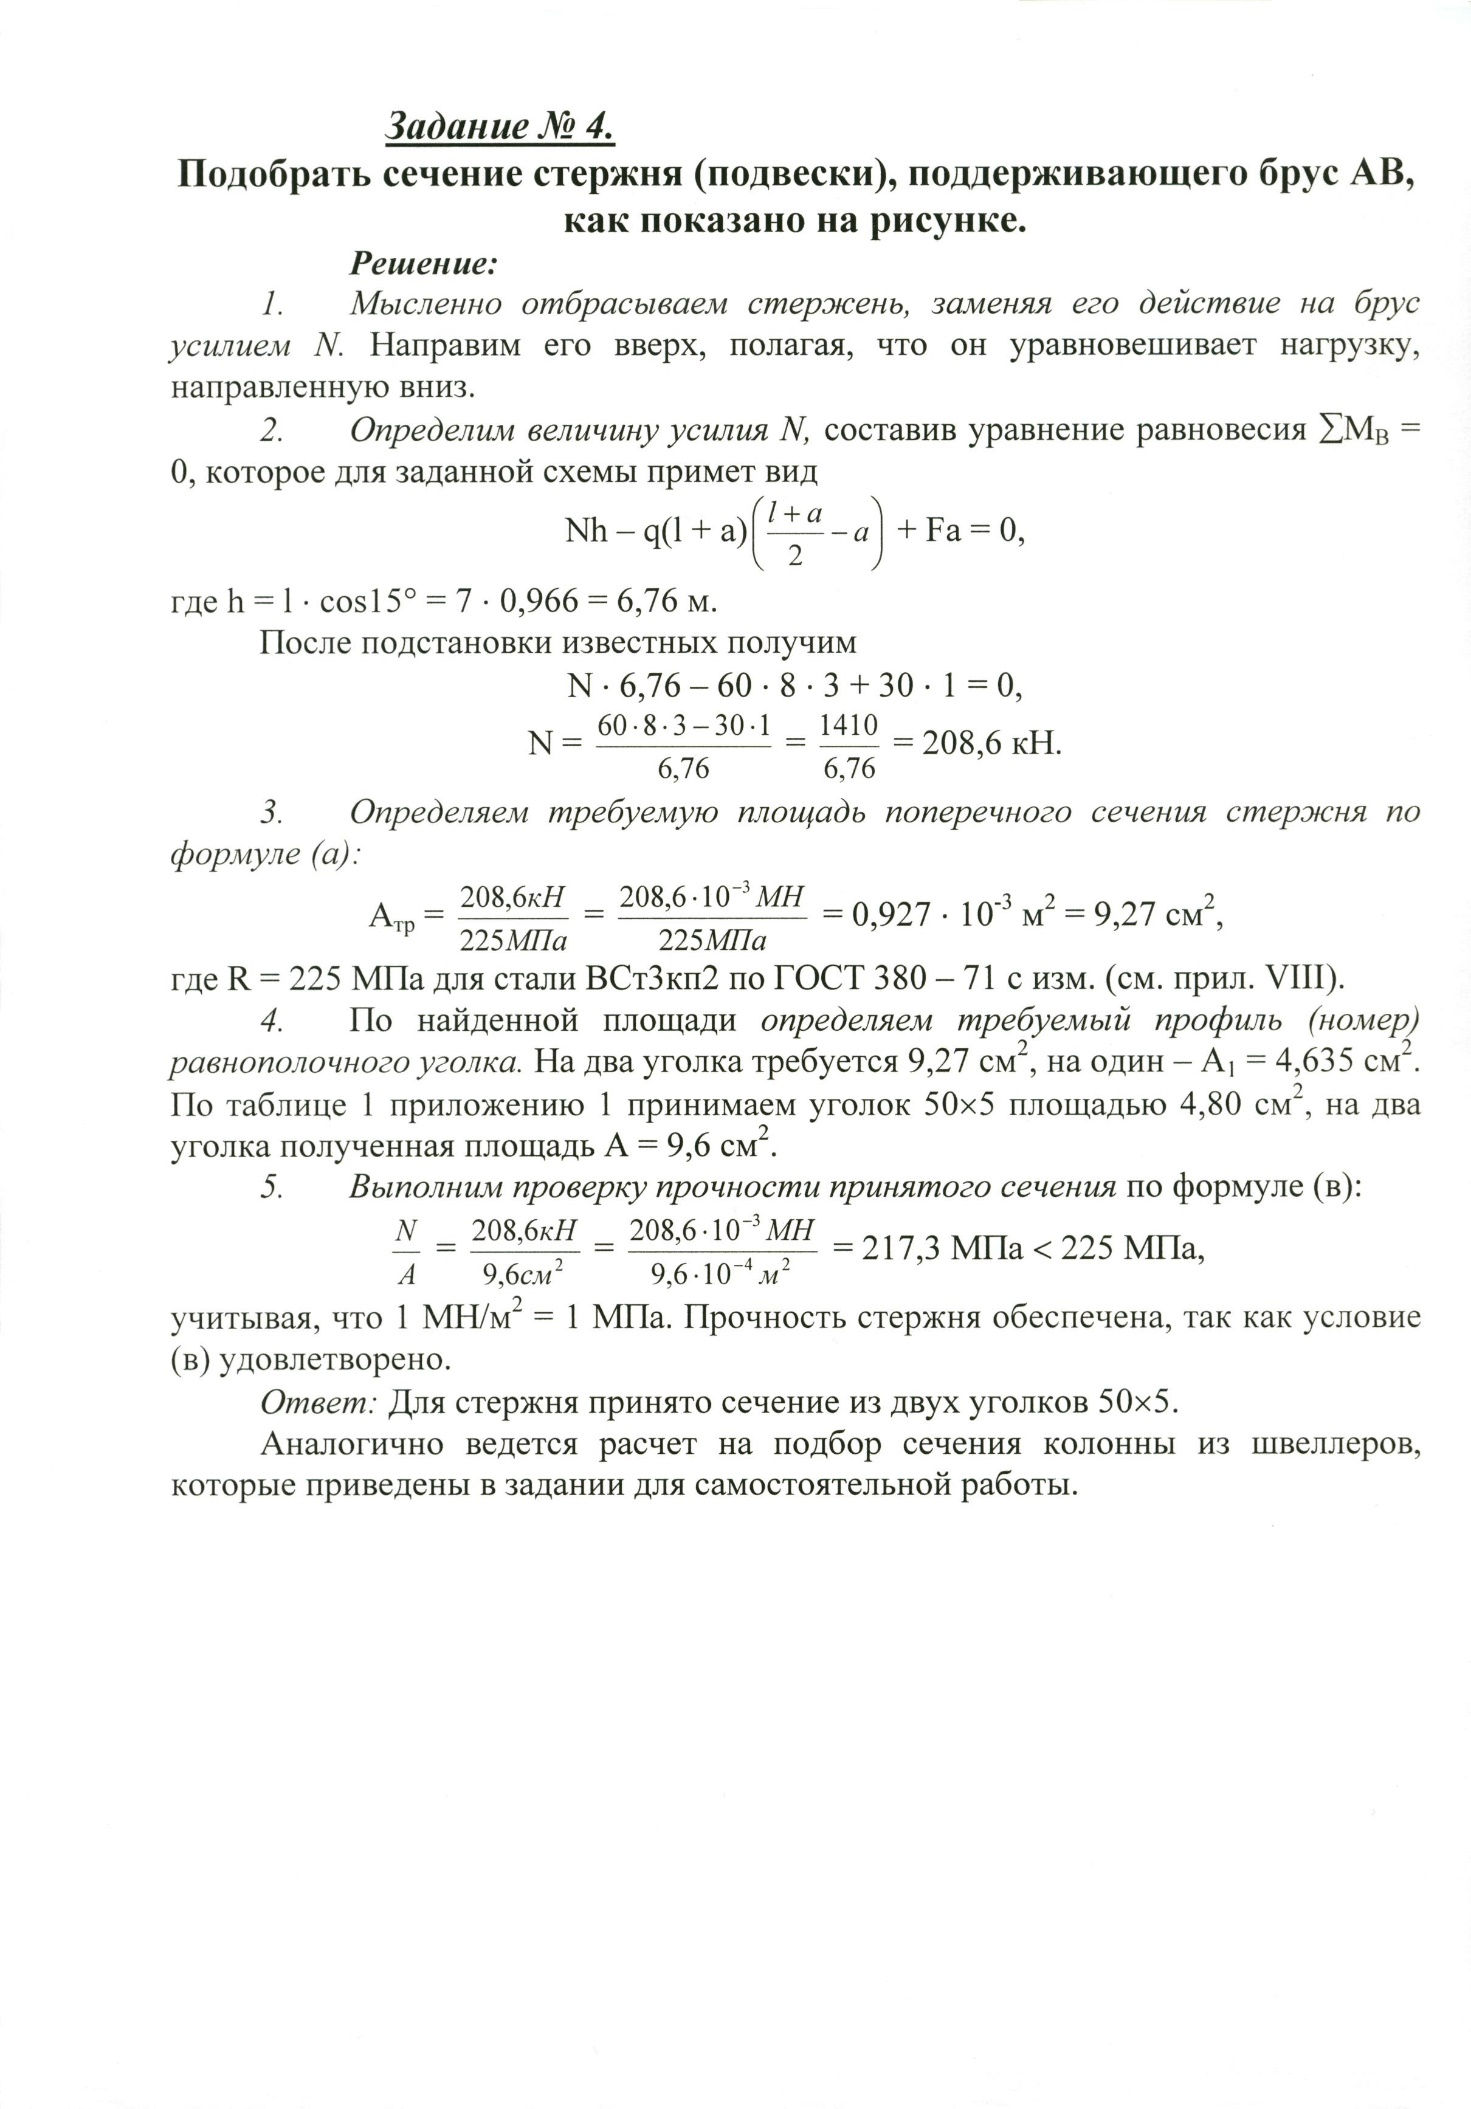 Задание № 4.
Подобрать сечение стержня (подвески), поддерживающего брус АВ,
как показано на рисунке.
Решение:
1. Мысленно отбрасываем стержень, заменяя его действие на брус
усилием N. Направим его вверх, полагая, что он уравновешивает нагрузку,
направленную вниз.
2. Определим величину усилия N, составив уравнение равновесия ∑M_B =
0, которое для заданной схемы примет вид
Nh – q(l + a)((l + a)/2 – a) + Fa = 0,
где h = l · cos15° = 7 · 0,966 = 6,76 м.
После подстановки известных получим
N · 6,76 – 60 · 8 · 3 + 30 · 1 = 0,
N = (60·8·3 – 30·1)/6,76 = 1410/6,76 = 208,6 кН.
3. Определяем требуемую площадь поперечного сечения стержня по
формуле (а):
A_тр = 208,6кН/225МПа = 208,6·10⁻³МН/225МПа = 0,927 · 10⁻³ м² = 9,27 см²,
где R = 225 МПа для стали ВСт3кп2 по ГОСТ 380 – 71 с изм. (см. прил. VIII).
4. По найденной площади определяем требуемый профиль (номер)
равнополочного уголка. На два уголка требуется 9,27 см², на один – A₁ = 4,635 см².
По таблице 1 приложению 1 принимаем уголок 50×5 площадью 4,80 см², на два
уголка полученная площадь А = 9,6 см².
5. Выполним проверку прочности принятого сечения по формуле (в):
N/A = 208,6кН/9,6см² = 208,6·10⁻³МН/9,6·10⁻⁴м² = 217,3 МПа < 225 МПа,
учитывая, что 1 МН/м² = 1 МПа. Прочность стержня обеспечена, так как условие
(в) удовлетворено.
Ответ: Для стержня принято сечение из двух уголков 50×5.
Аналогично ведется расчет на подбор сечения колонны из швеллеров,
которые приведены в задании для самостоятельной работы.